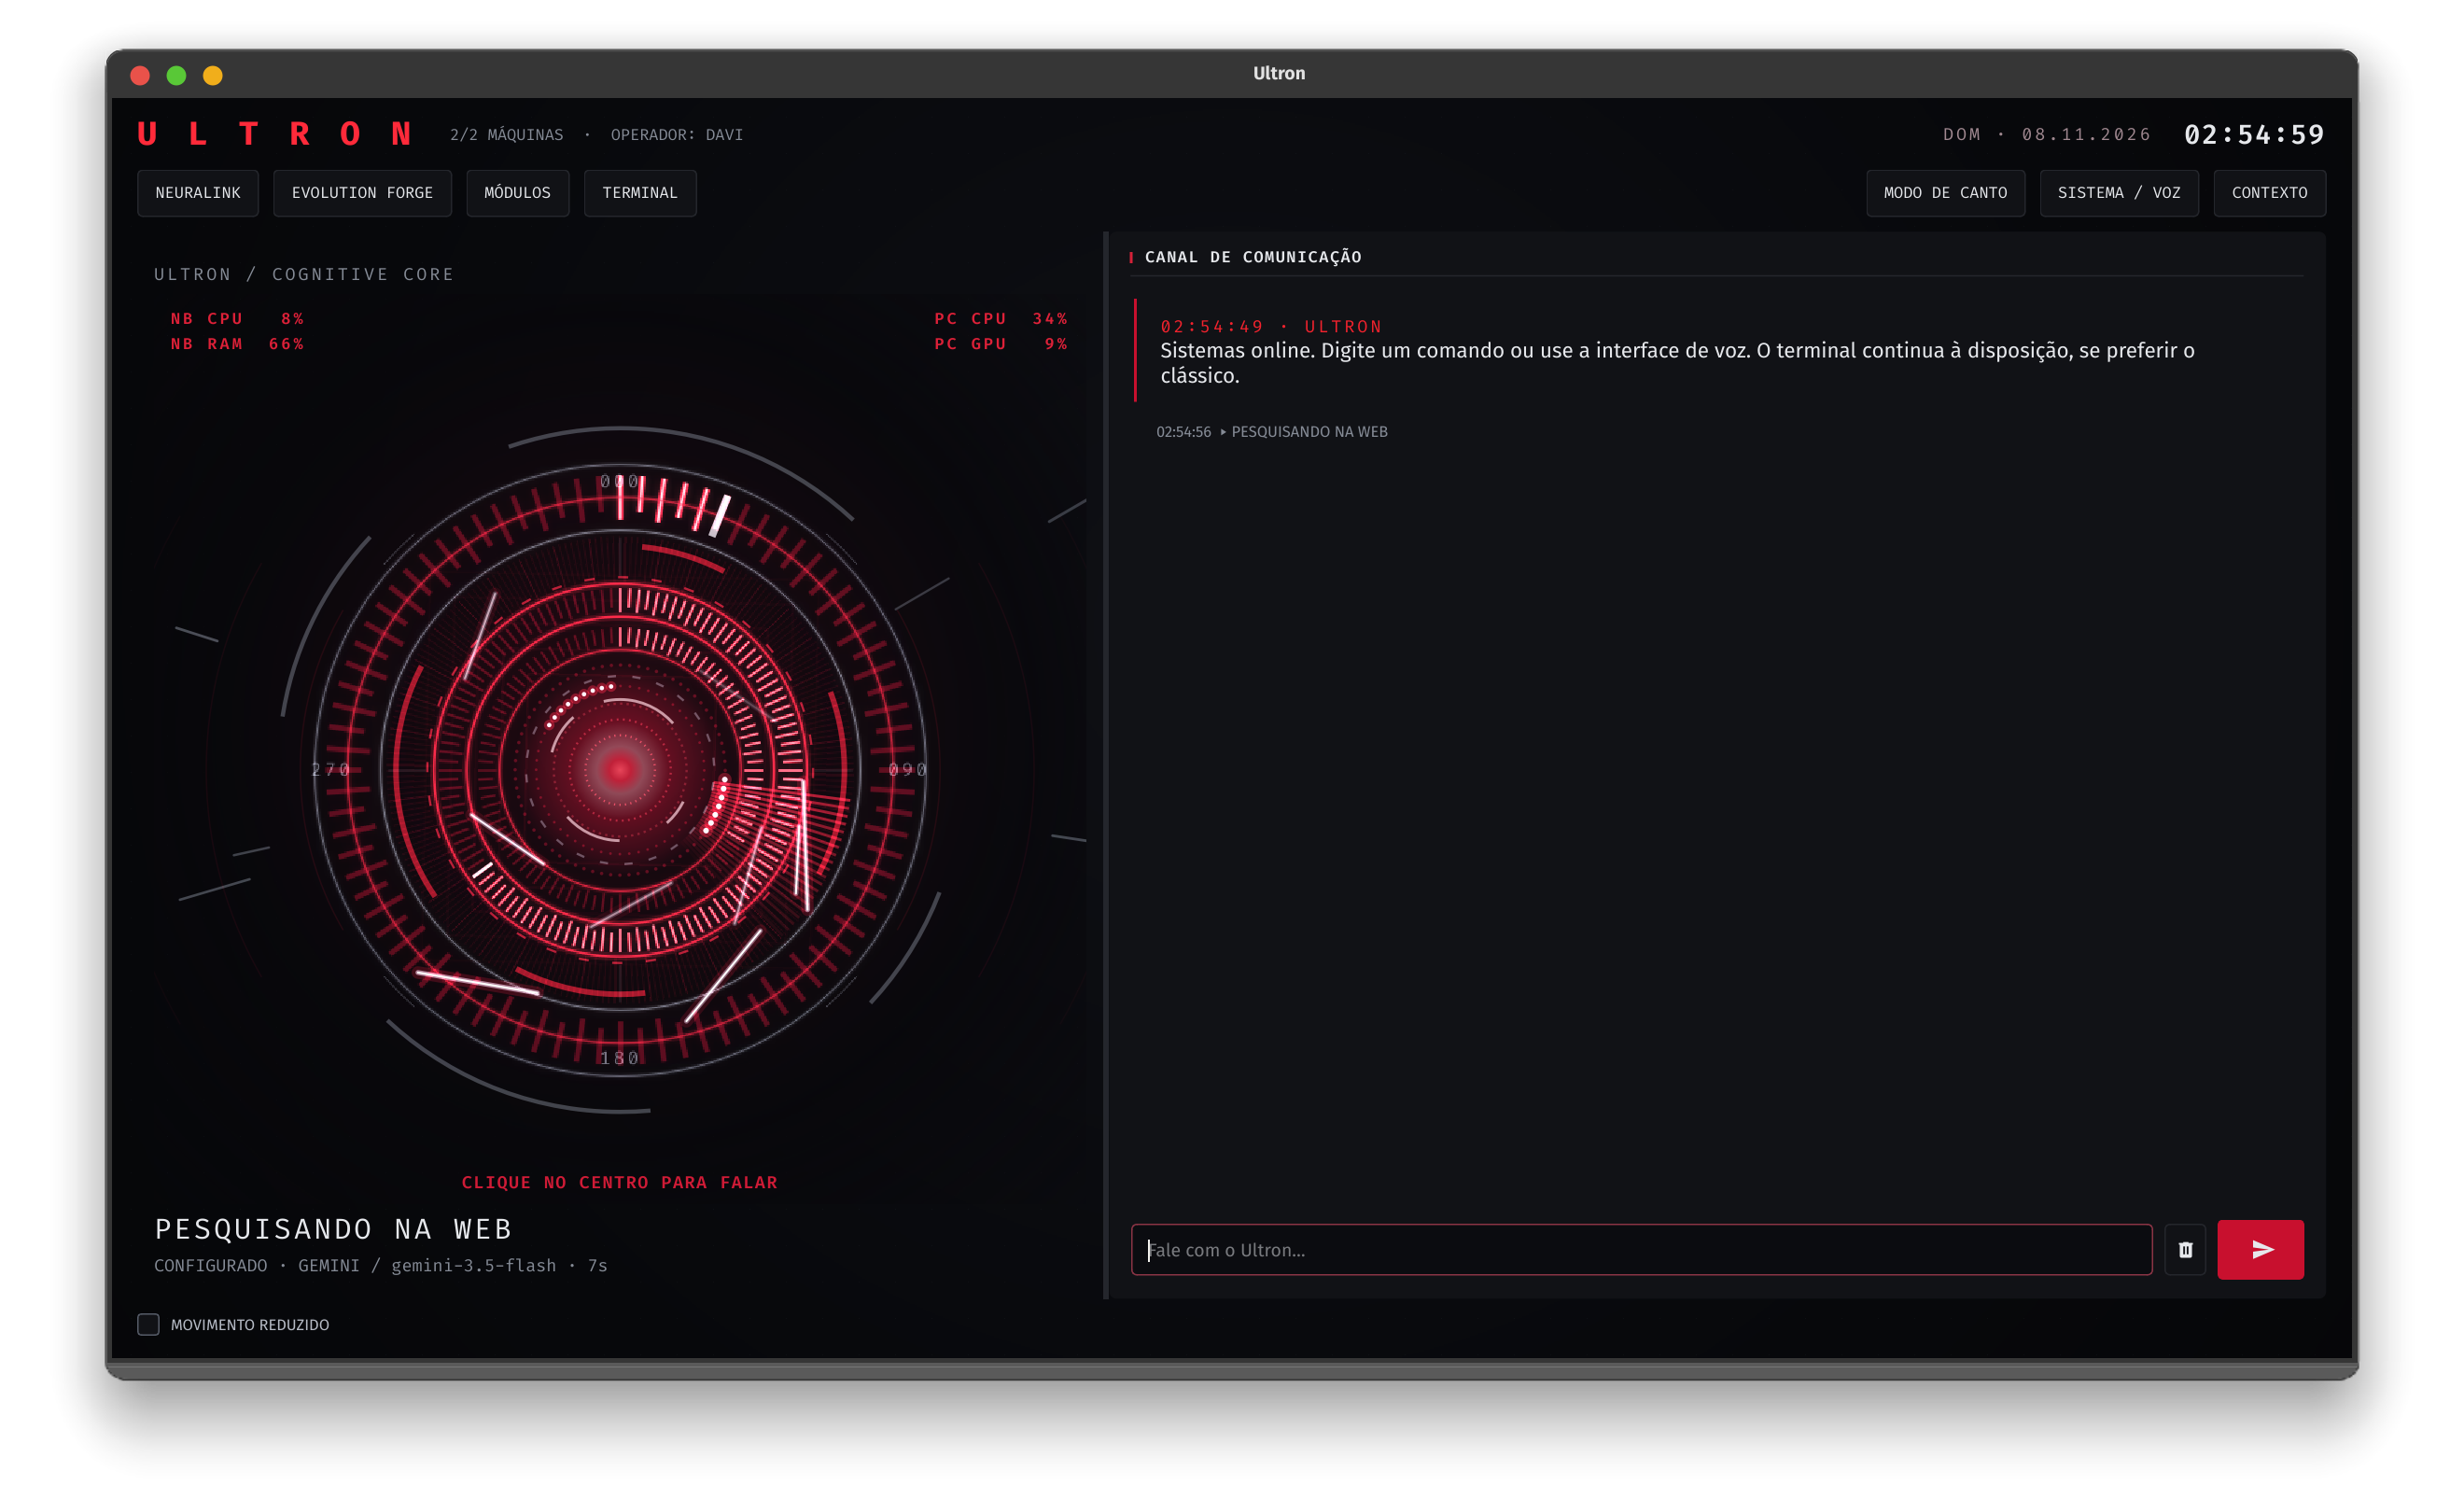 Ultron
ULTRON 2/2 MÁQUINAS · OPERADOR: DAVI DOM · 08.11.2026 02:54:59
NEURALINK EVOLUTION FORGE MÓDULOS TERMINAL MODO DE CANTO SISTEMA / VOZ CONTEXTO
ULTRON / COGNITIVE CORE
NB CPU 8% PC CPU 34%
NB RAM 66% PC GPU 9%
000
270 090
180
CLIQUE NO CENTRO PARA FALAR
PESQUISANDO NA WEB
CONFIGURADO · GEMINI / gemini-3.5-flash · 7s
MOVIMENTO REDUZIDO
CANAL DE COMUNICAÇÃO
02:54:49 · ULTRON
Sistemas online. Digite um comando ou use a interface de voz. O terminal continua à disposição, se preferir o
clássico.
02:54:56 ▸ PESQUISANDO NA WEB
Fale com o Ultron...